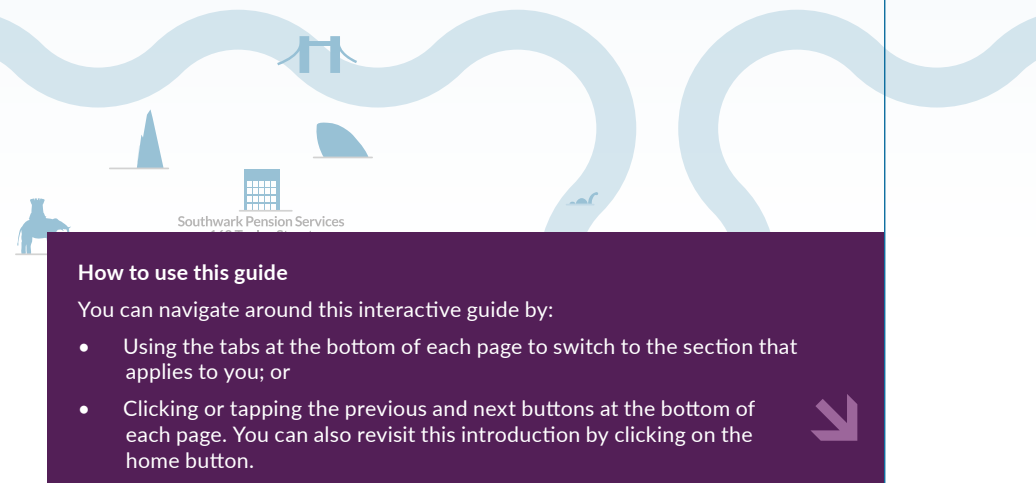 Southwark Pension Services
How to use this guide
You can navigate around this interactive guide by:
• Using the tabs at the bottom of each page to switch to the section that
applies to you; or
• Clicking or tapping the previous and next buttons at the bottom of
each page. You can also revisit this introduction by clicking on the
home button.